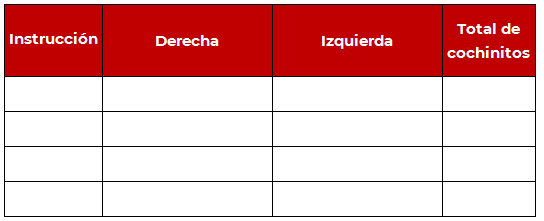 Instrucción
Derecha
Izquierda
Total de
cochinitos